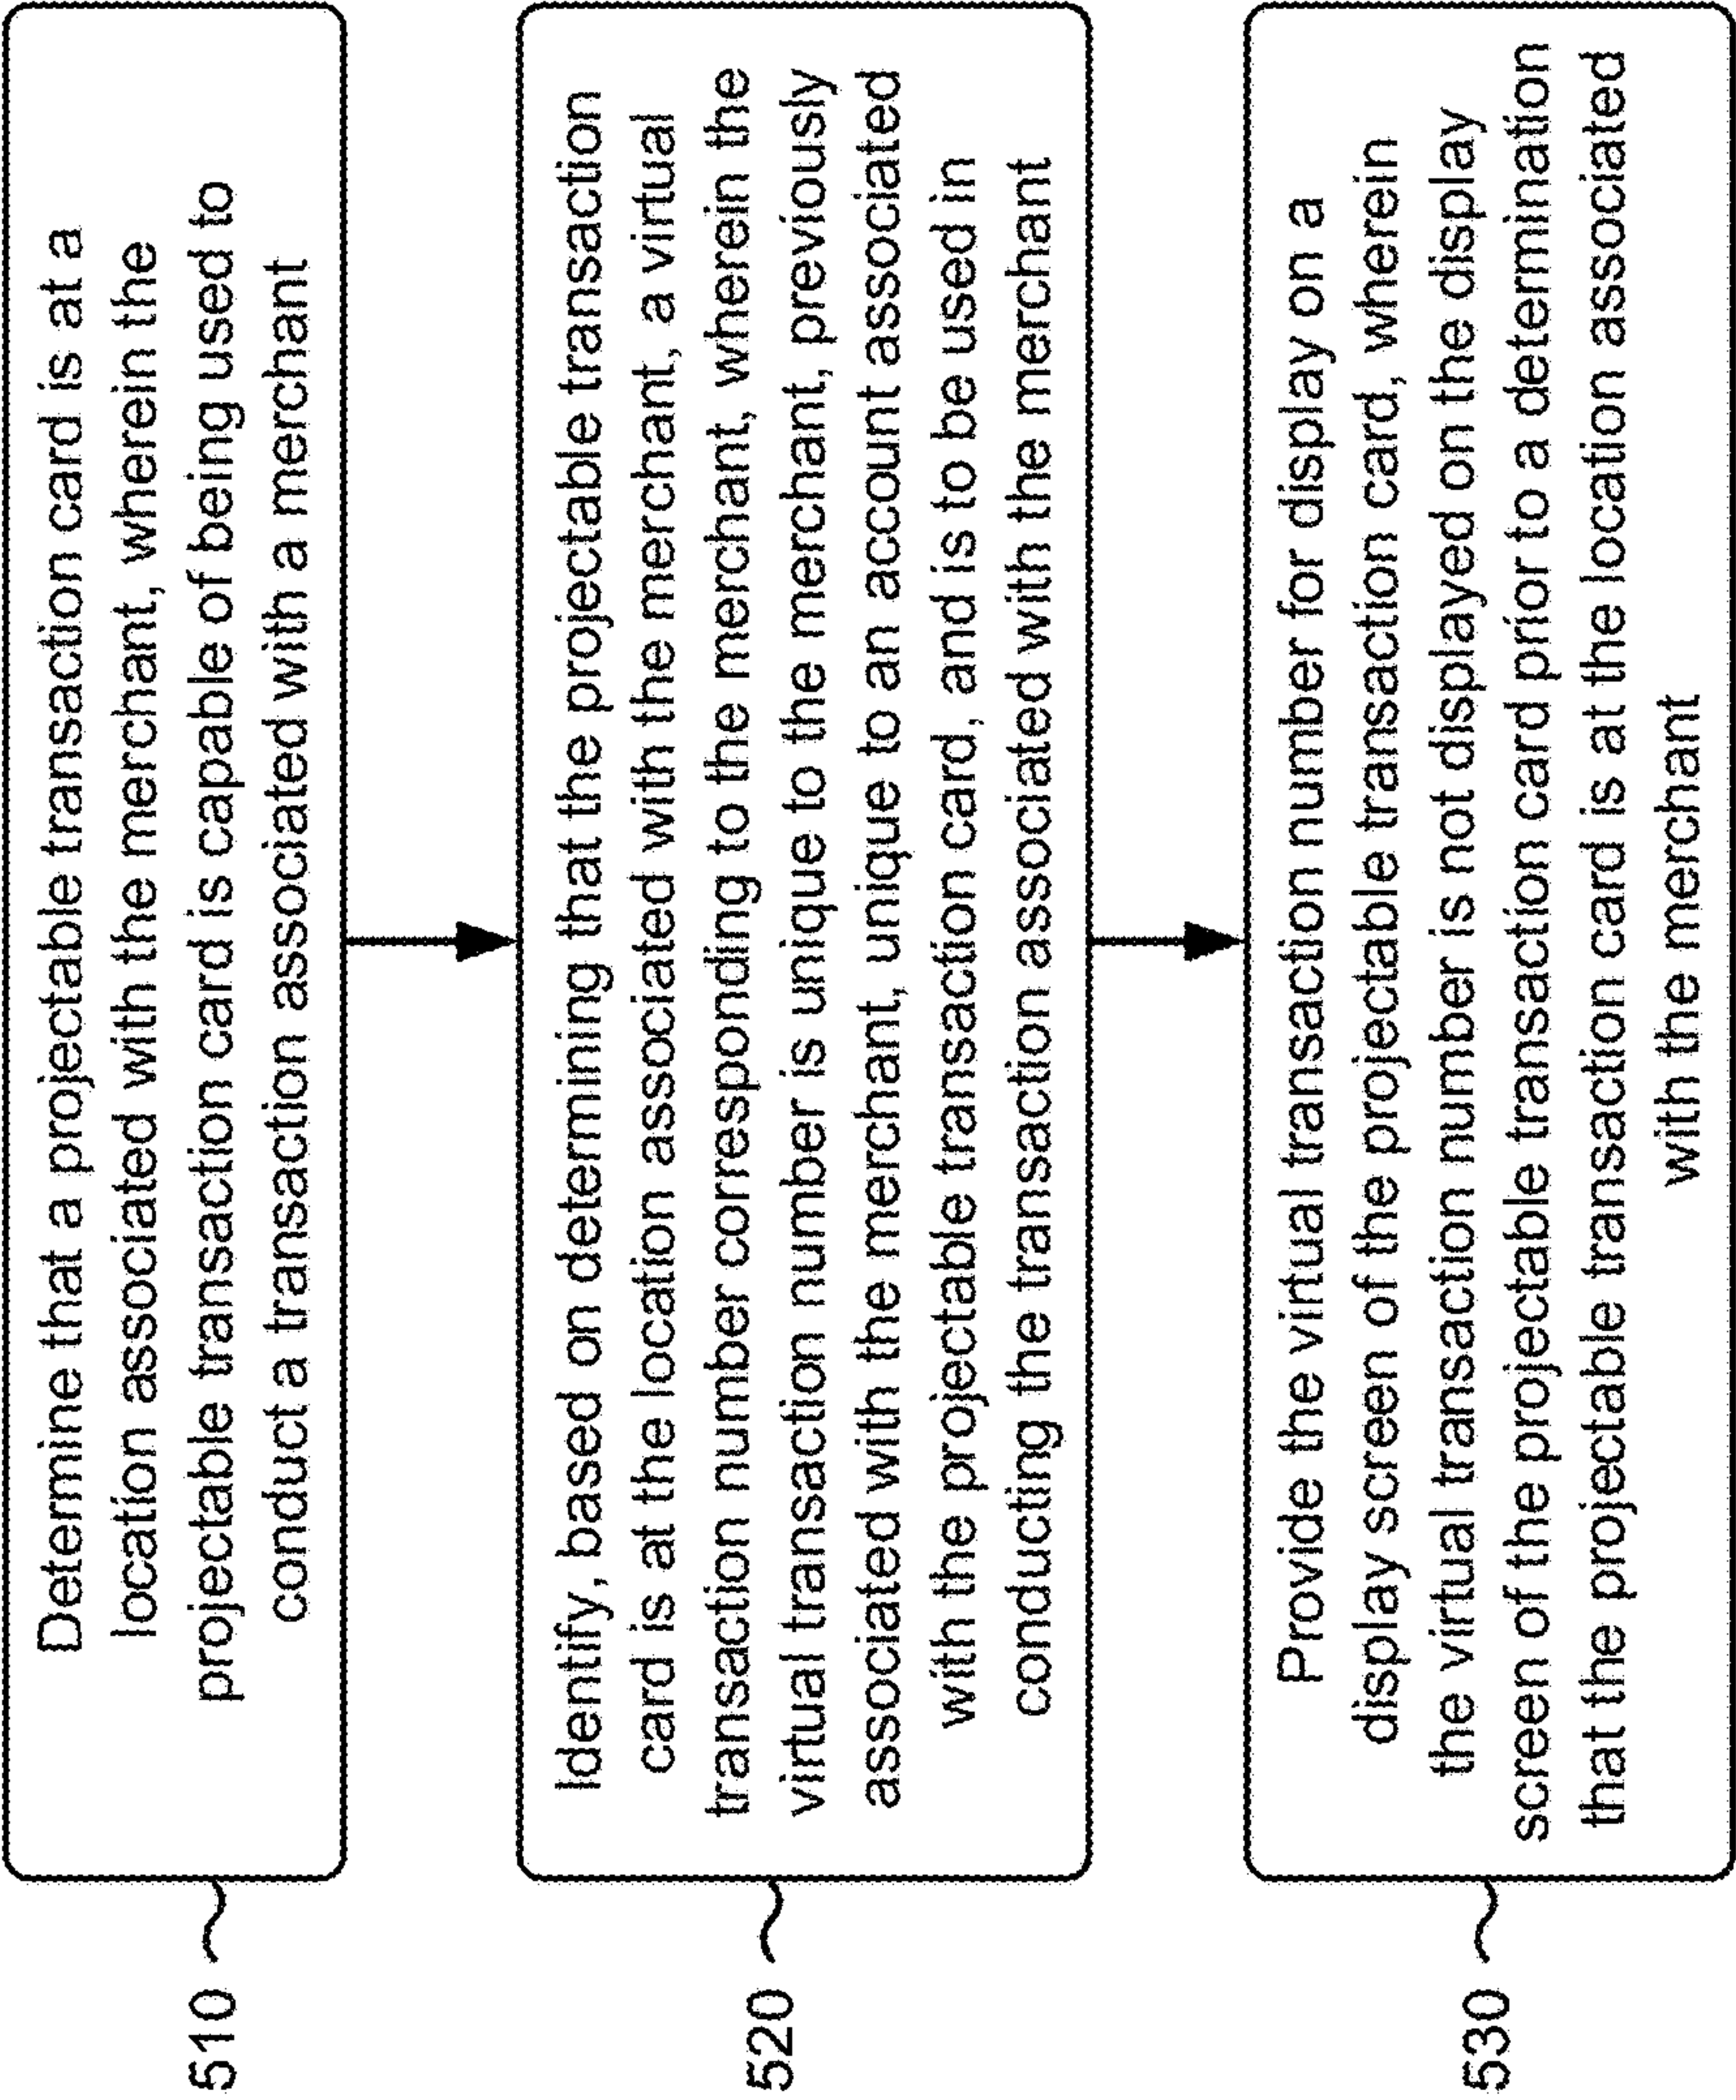 510
Determine that a projectable transaction card is at a
location associated with the merchant, wherein the
projectable transaction card is capable of being used to
conduct a transaction associated with a merchant
520
Identify, based on determining that the projectable transaction
card is at the location associated with the merchant, a virtual
transaction number corresponding to the merchant, wherein the
virtual transaction number is unique to the merchant, previously
associated with the merchant, unique to an account associated
with the projectable transaction card, and is to be used in
conducting the transaction associated with the merchant
530
Provide the virtual transaction number for display on a
display screen of the projectable transaction card, wherein
the virtual transaction number is not displayed on the display
screen of the projectable transaction card prior to a determination
that the projectable transaction card is at the location associated
with the merchant